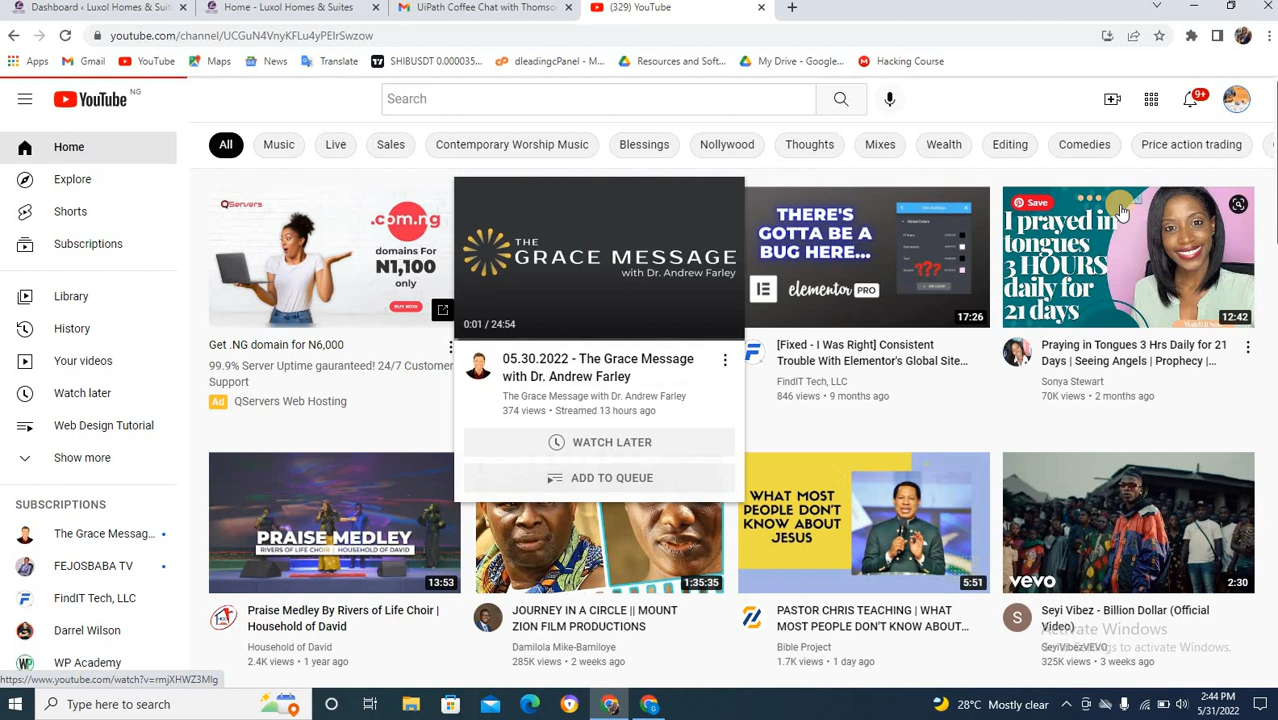 Dashboard ‹ Luxol Homes & Suit
Home - Luxol Homes & Suites
UiPath Coffee Chat with Thomso
(329) YouTube
youtube.com/channel/UCGuN4VnyKFLu4yPEIrSwzow
Apps
Gmail
YouTube
Maps
News
Translate
SHIBUSDT 0.000035...
dleadingcPanel - M...
Resources and Soft...
My Drive - Google...
Hacking Course
YouTube NG
Search
9+
Home
Explore
Shorts
Subscriptions
Library
History
Your videos
Watch later
Web Design Tutorial
Show more
SUBSCRIPTIONS
The Grace Messag...
FEJOSBABA TV
FindIT Tech, LLC
Darrel Wilson
WP Academy
All
Music
Live
Sales
Contemporary Worship Music
Blessings
Nollywood
Thoughts
Mixes
Wealth
Editing
Comedies
Price action trading
QServers
.com.ng
domains For
N1,100
only
BUY NOW
Get .NG domain for N6,000
99.9% Server Uptime gauranteed! 24/7 Customer
Support
Ad QServers Web Hosting
THE
GRACE MESSAGE
with Dr. Andrew Farley
0:01 / 24:54
05.30.2022 - The Grace Message
with Dr. Andrew Farley
The Grace Message with Dr. Andrew Farley
374 views • Streamed 13 hours ago
WATCH LATER
ADD TO QUEUE
THERE'S
GOTTA BE A
BUG HERE...
elementor PRO
???
17:26
[Fixed - I Was Right] Consistent
Trouble With Elementor's Global Site...
FindIT Tech, LLC
846 views • 9 months ago
Save
I prayed in
tongues
3 HOURS
daily for
21 days
12:42
Praying in Tongues 3 Hrs Daily for 21
Days | Seeing Angels | Prophecy |...
Sonya Stewart
70K views • 2 months ago
PRAISE MEDLEY
RIVERS OF LIFE CHOIR | HOUSEHOLD OF DAVID
13:53
Praise Medley By Rivers of Life Choir |
Household of David
Household of David
2.4K views • 1 year ago
1:35:35
JOURNEY IN A CIRCLE || MOUNT
ZION FILM PRODUCTIONS
Damilola Mike-Bamiloye
285K views • 2 weeks ago
WHAT MOST
PEOPLE DON'T
KNOW ABOUT
JESUS
5:51
PASTOR CHRIS TEACHING | WHAT
MOST PEOPLE DON'T KNOW ABOUT...
Bible Project
1.7K views • 1 day ago
vevo
2:30
S
Seyi Vibez - Billion Dollar (Official
Video)
SeyiVibezVEVO
325K views • 3 weeks ago
Activate Windows
to activate Windows.
https://www.youtube.com/watch?v=rmjXHWZ3MIg
Type here to search
28°C Mostly clear
2:44 PM
5/31/2022